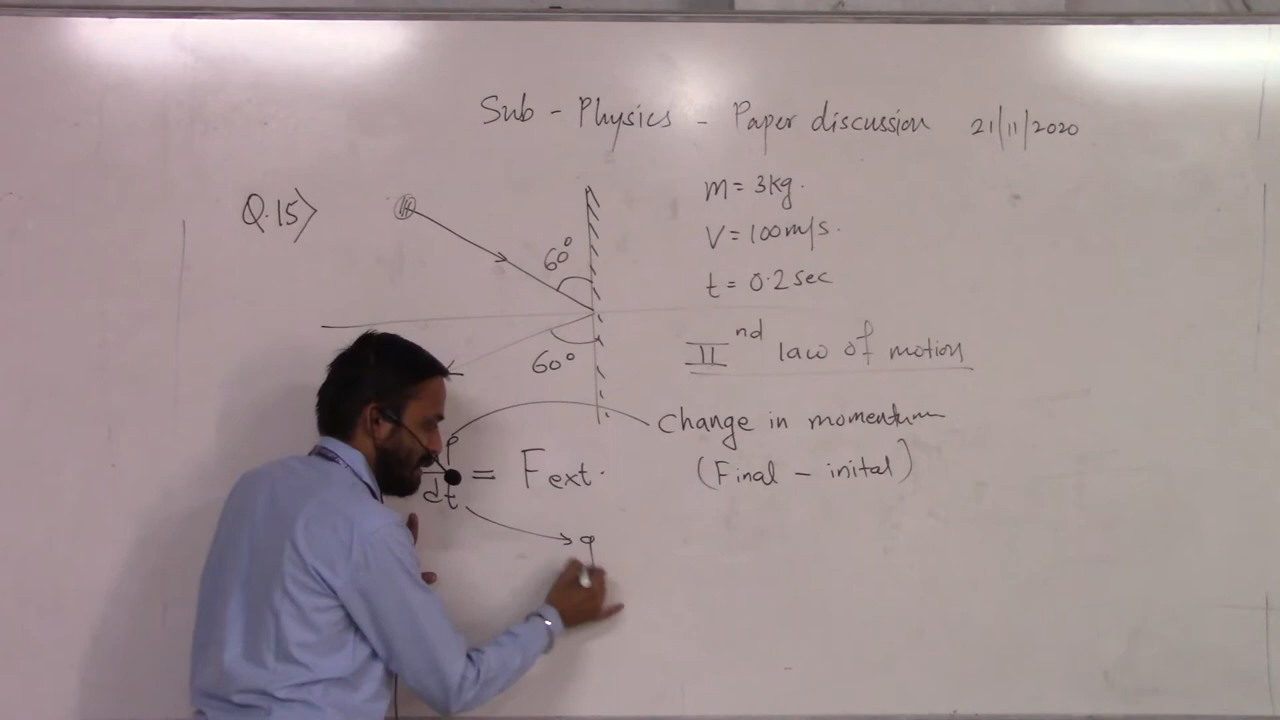 Sub - Physics - Paper discussion 21/11/2020
Q.15>
60°
60°
m = 3kg.
V = 100m/s.
t = 0.2 sec
II nd law of motion
Change in momentum
(Final - inital)
dt = Fext.